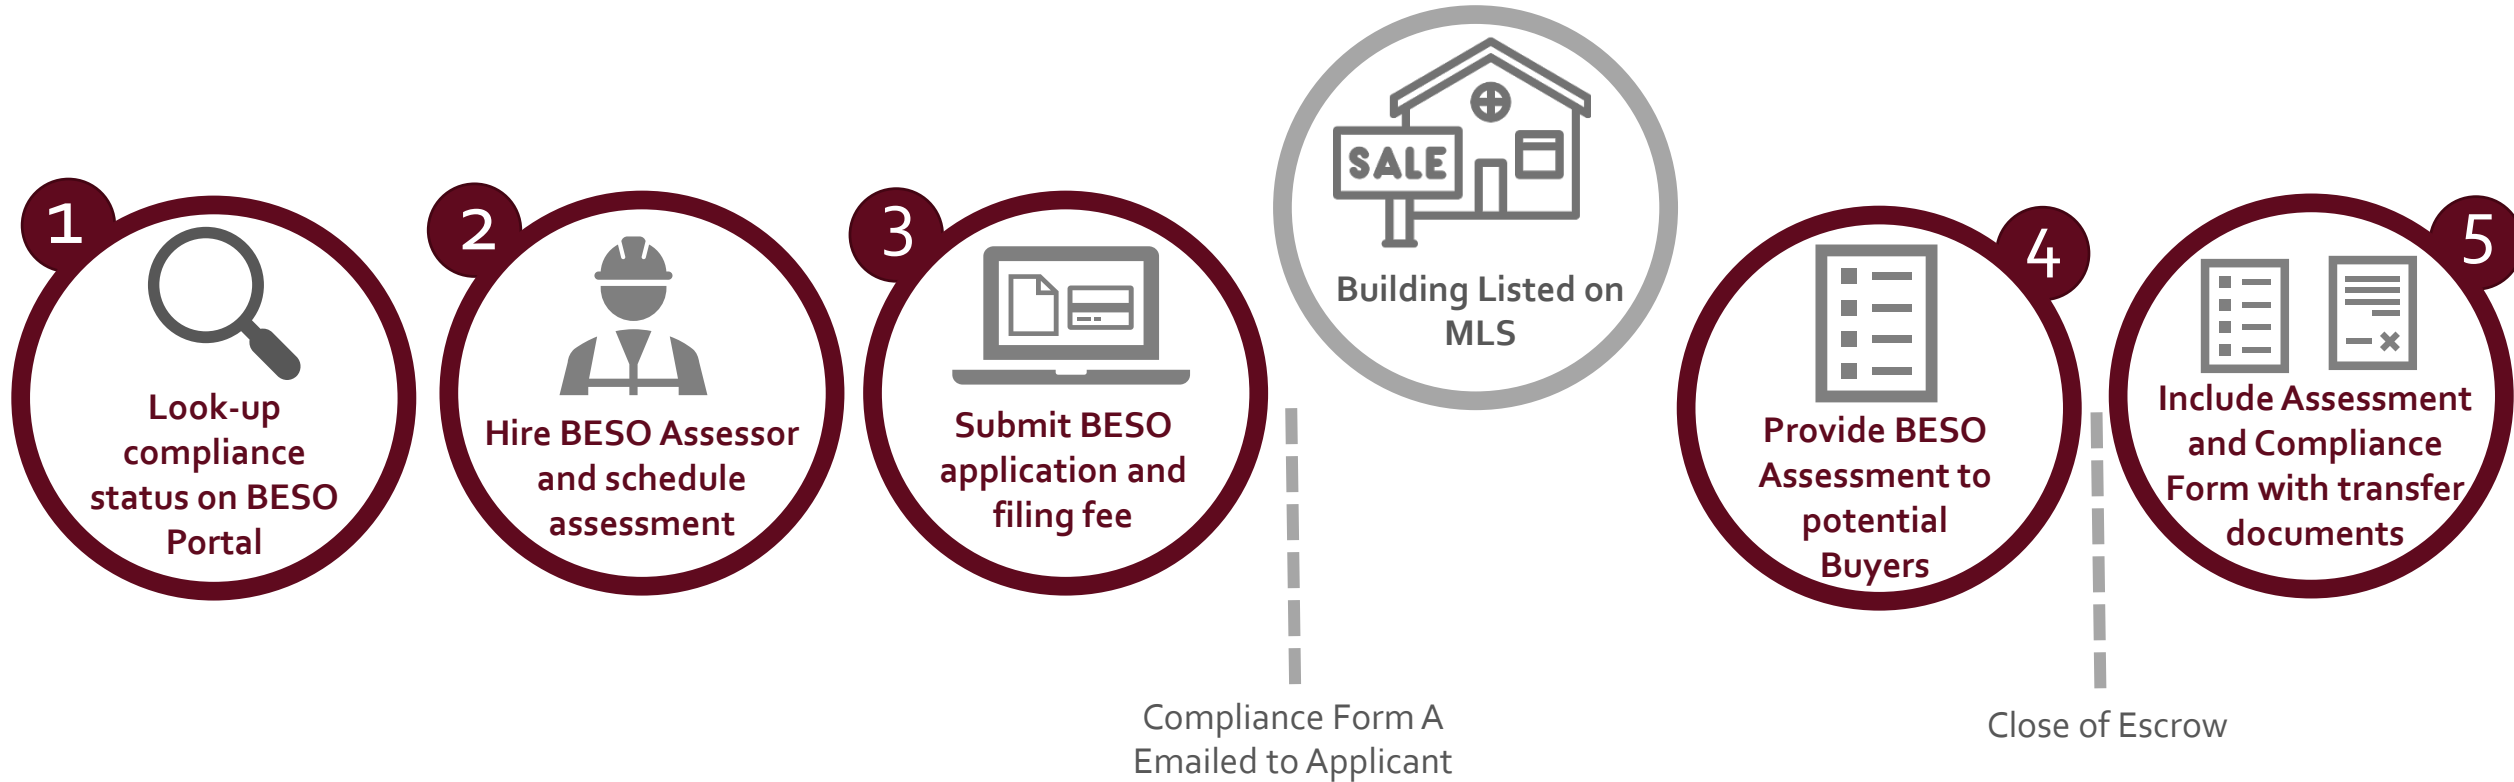 1
Look-up
compliance
status on BESO
Portal
2
Hire BESO Assessor
and schedule
assessment
3
Submit BESO
application and
filing fee
Compliance Form A
Emailed to Applicant
SALE
Building Listed on
MLS
4
Provide BESO
Assessment to
potential
Buyers
Close of Escrow
5
Include Assessment
and Compliance
Form with transfer
documents